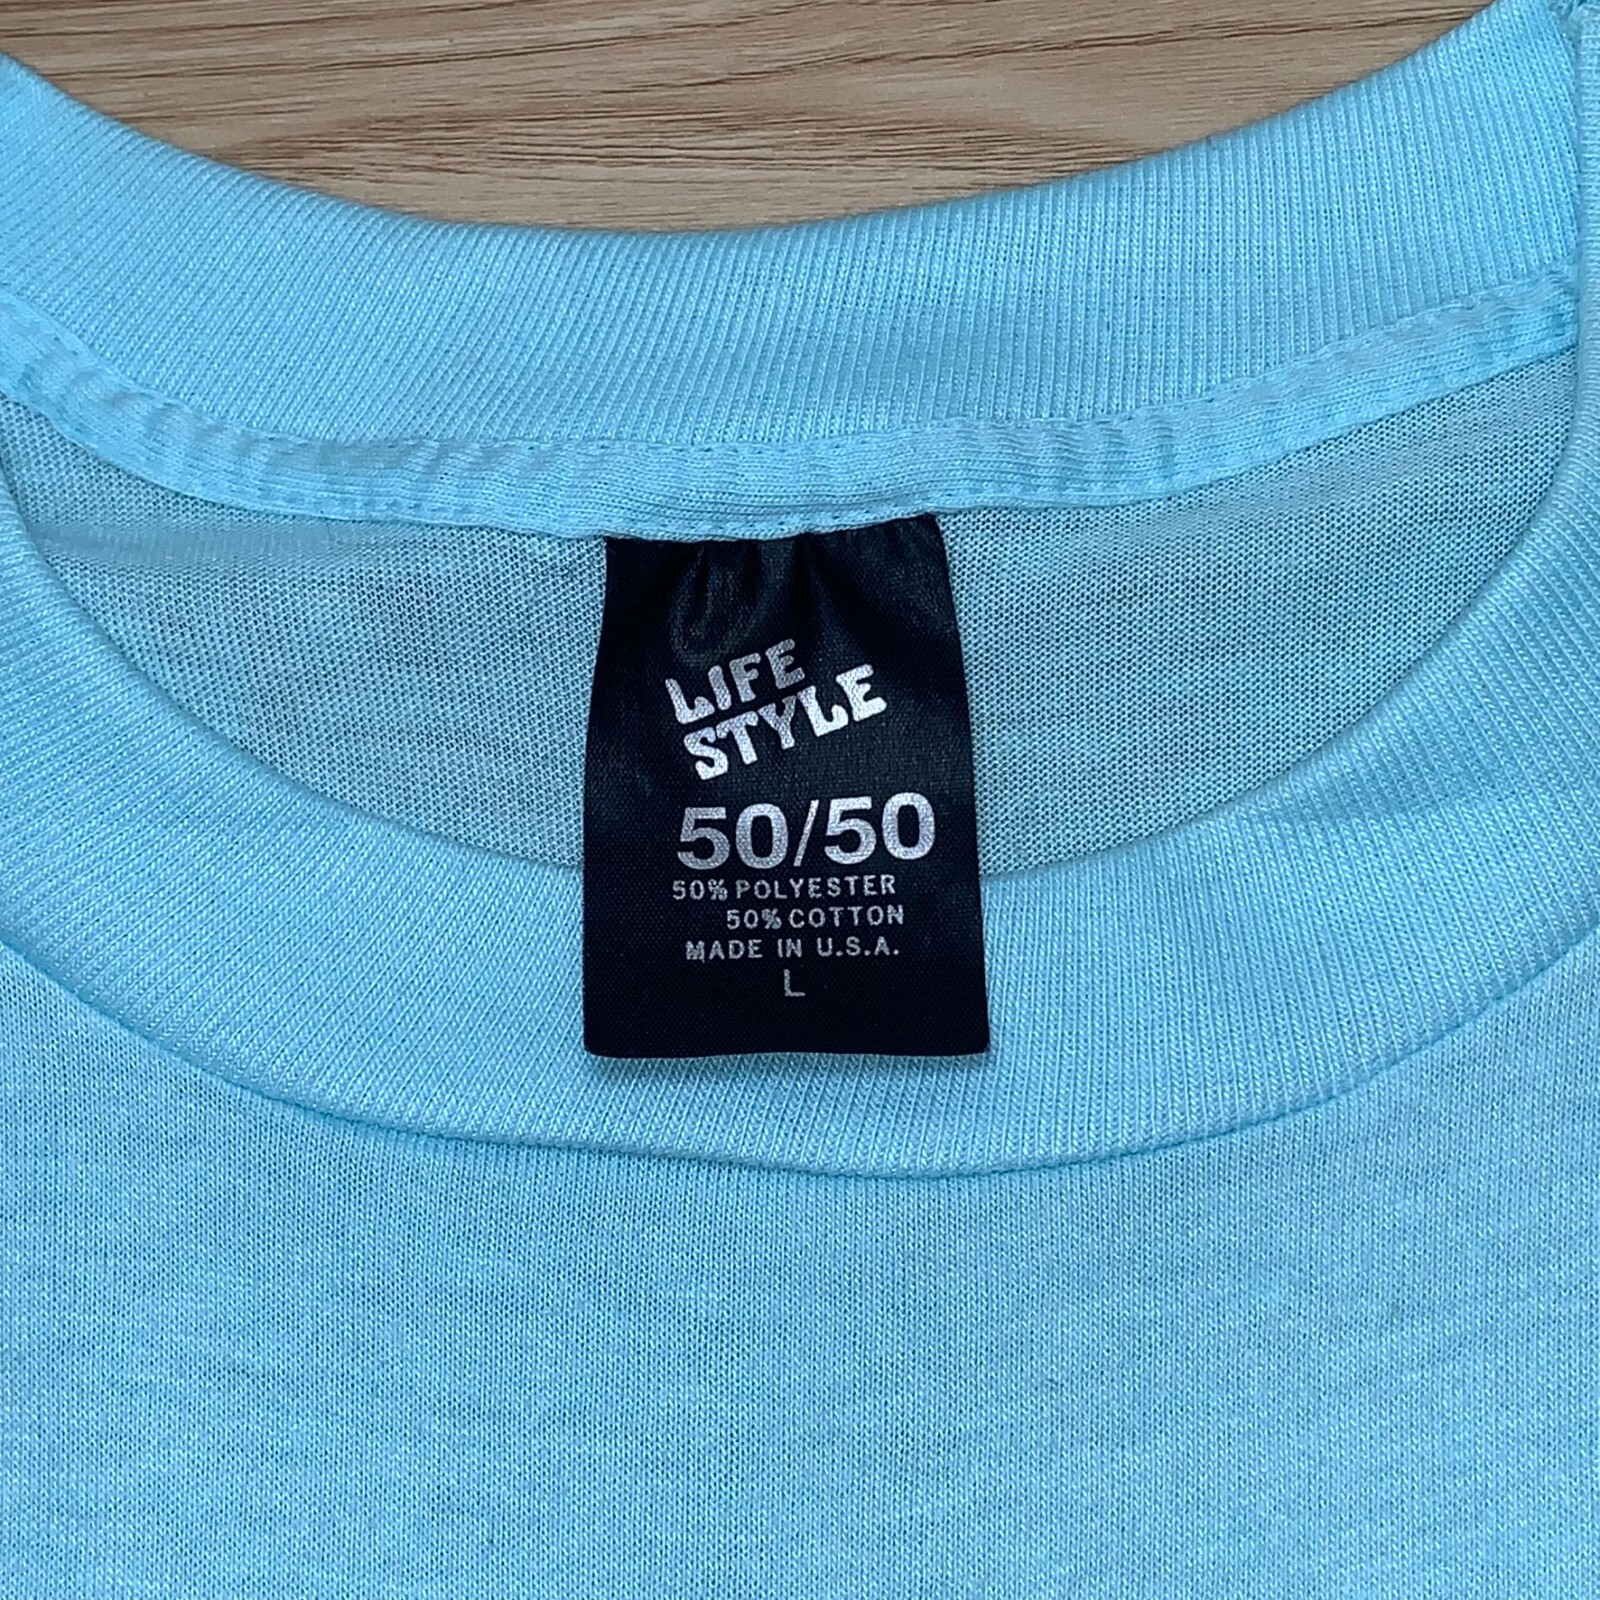 LIFE
STYLE
50/50
50% POLYESTER
50% COTTON
MADE IN U.S.A.
L